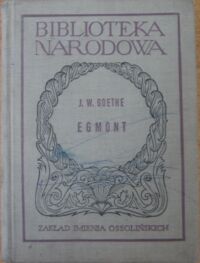 BIBLIOTEKA
NARODOWA
J. W. GOETHE
EGMONT
ZAKŁAD IMIENIA OSSOLIŃSKICH